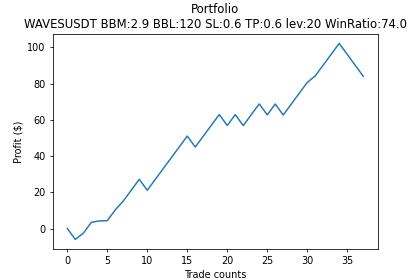 Portfolio
WAVESUSDT BBM:2.9 BBL:120 SL:0.6 TP:0.6 lev:20 WinRatio:74.0
100
80
60
40
20
0
Profit ($)
0 5 10 15 20 25 30 35
Trade counts